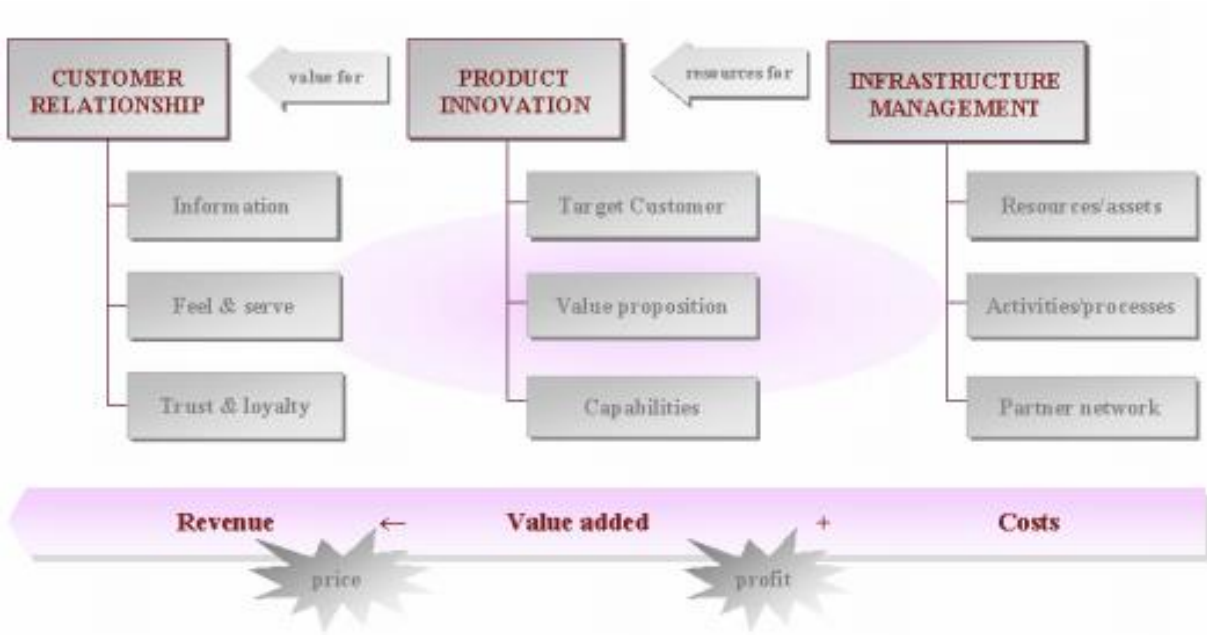 CUSTOMER
RELATIONSHIP
value for
PRODUCT
INNOVATION
resources for
INFRASTRUCTURE
MANAGEMENT
Information
Target Customer
Resources/assets
Feel & serve
Value proposition
Activities/processes
Trust & loyalty
Capabilities
Partner network
Revenue ← Value added + Costs
price
profit